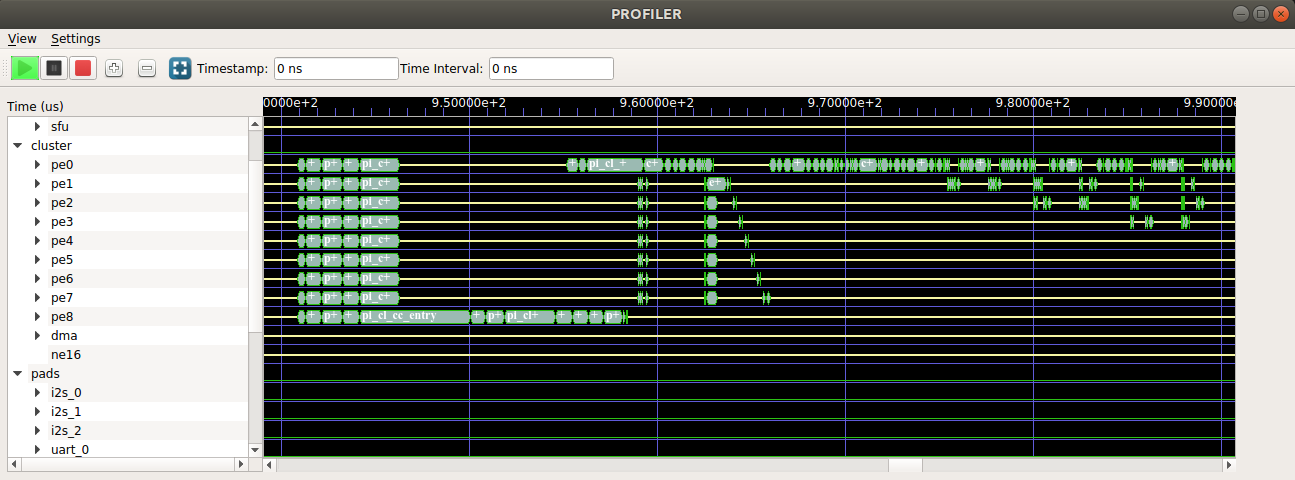 PROFILER
View Settings
Timestamp: 0 ns Time Interval: 0 ns
Time (us) 0000e+2 9.50000e+2 9.60000e+2 9.70000e+2 9.80000e+2 9.90000e
sfu
cluster
pe0 + p+ + pi_c+ + pi_cl_+ c+ + c+ + + + +
pe1 + p+ + pi_c+ c+
pe2 + p+ + pi_c+
pe3 + p+ + pi_c+
pe4 + p+ + pi_c+
pe5 + p+ + pi_c+
pe6 + p+ + pi_c+
pe7 + p+ + pi_c+
pe8 + p+ + pi_cl_cc_entry + p+ pi_cl+ + + + p+
dma
ne16
pads
i2s_0
i2s_1
i2s_2
uart_0